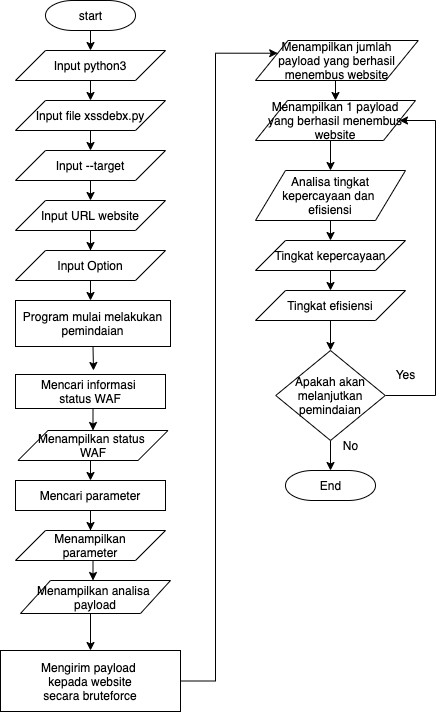 start
Input python3
Input file xssdebx.py
Input --target
Input URL website
Input Option
Program mulai melakukan
pemindaian
Mencari informasi
status WAF
Menampilkan status
WAF
Mencari parameter
Menampilkan
parameter
Menampilkan analisa
payload
Mengirim payload
kepada website
secara bruteforce
Menampilkan jumlah
payload yang berhasil
menembus website
Menampilkan 1 payload
yang berhasil menembus
website
Analisa tingkat
kepercayaan dan
efisiensi
Tingkat kepercayaan
Tingkat efisiensi
Apakah akan
melanjutkan
pemindaian
Yes
No
End